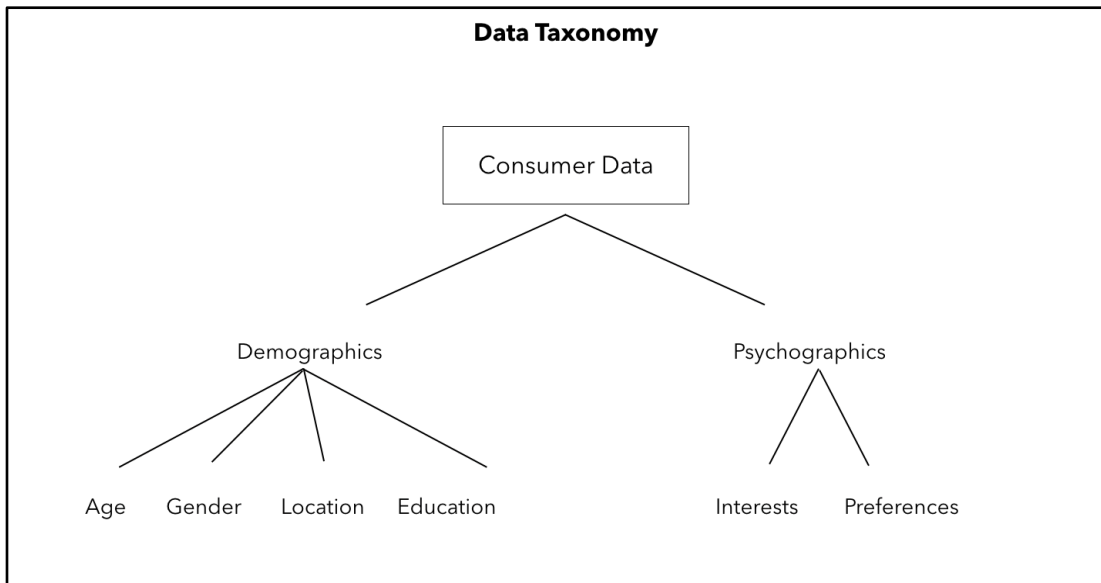 Data Taxonomy
Consumer Data
Demographics
Psychographics
Age
Gender
Location
Education
Interests
Preferences